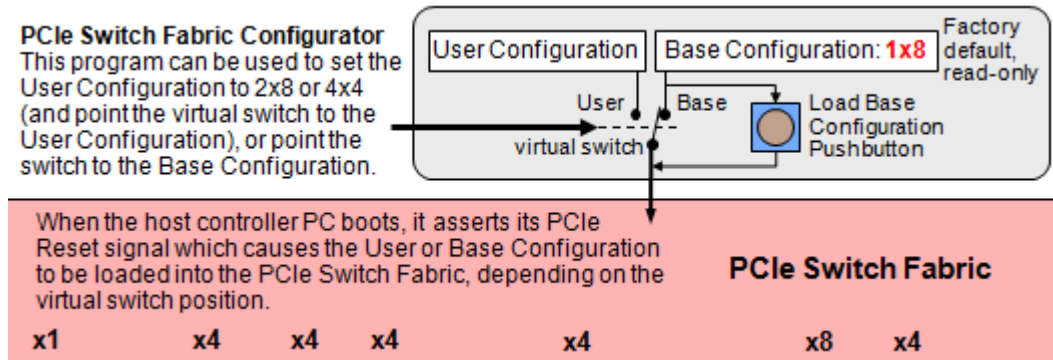 PCIe Switch Fabric Configurator
This program can be used to set the
User Configuration to 2x8 or 4x4
(and point the virtual switch to the
User Configuration), or point the
switch to the Base Configuration.
User Configuration
Base Configuration: 1x8
Factory
default,
read-only
User
Base
virtual switch
Load Base
Configuration
Pushbutton
When the host controller PC boots, it asserts its PCIe
Reset signal which causes the User or Base Configuration
to be loaded into the PCIe Switch Fabric, depending on the
virtual switch position.
PCIe Switch Fabric
x1 x4 x4 x4 x4 x8 x4